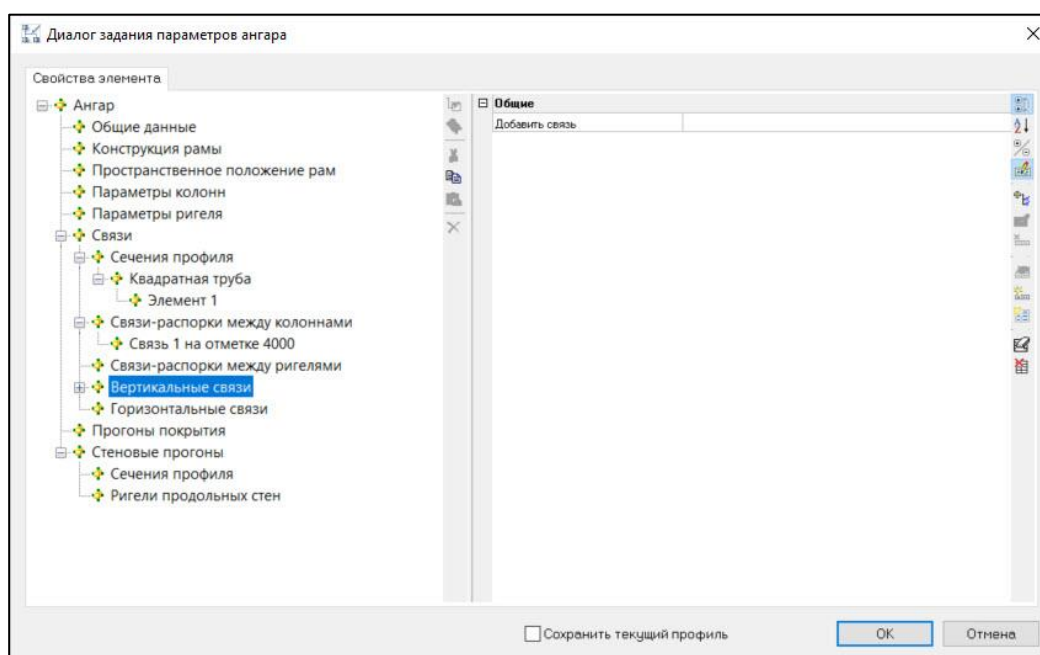 Диалог задания параметров ангара
Свойства элемента
Ангар
Общие данные
Конструкция рамы
Пространственное положение рам
Параметры колонн
Параметры ригеля
Связи
Сечения профиля
Квадратная труба
Элемент 1
Связи-распорки между колоннами
Связь 1 на отметке 4000
Связи-распорки между ригелями
Вертикальные связи
Горизонтальные связи
Прогоны покрытия
Стеновые прогоны
Сечения профиля
Ригели продольных стен
Общие
Добавить связь
Сохранить текущий профиль
OK
Отмена